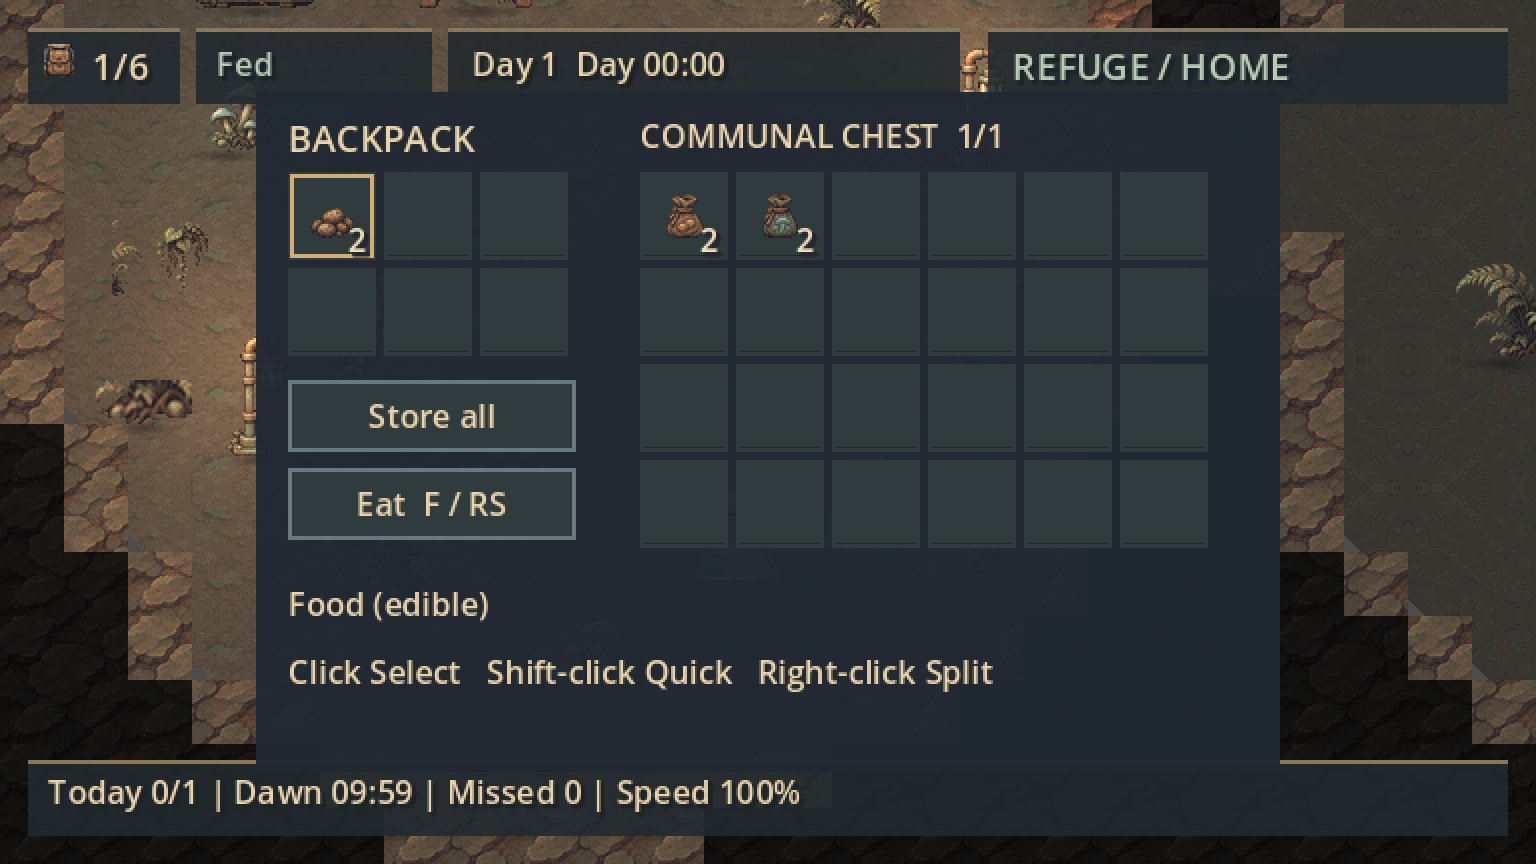 1/6
Fed
Day 1 Day 00:00
REFUGE / HOME
BACKPACK
COMMUNAL CHEST 1/1
2
2
2
Store all
Eat F / RS
Food (edible)
Click Select Shift-click Quick Right-click Split
Today 0/1 | Dawn 09:59 | Missed 0 | Speed 100%